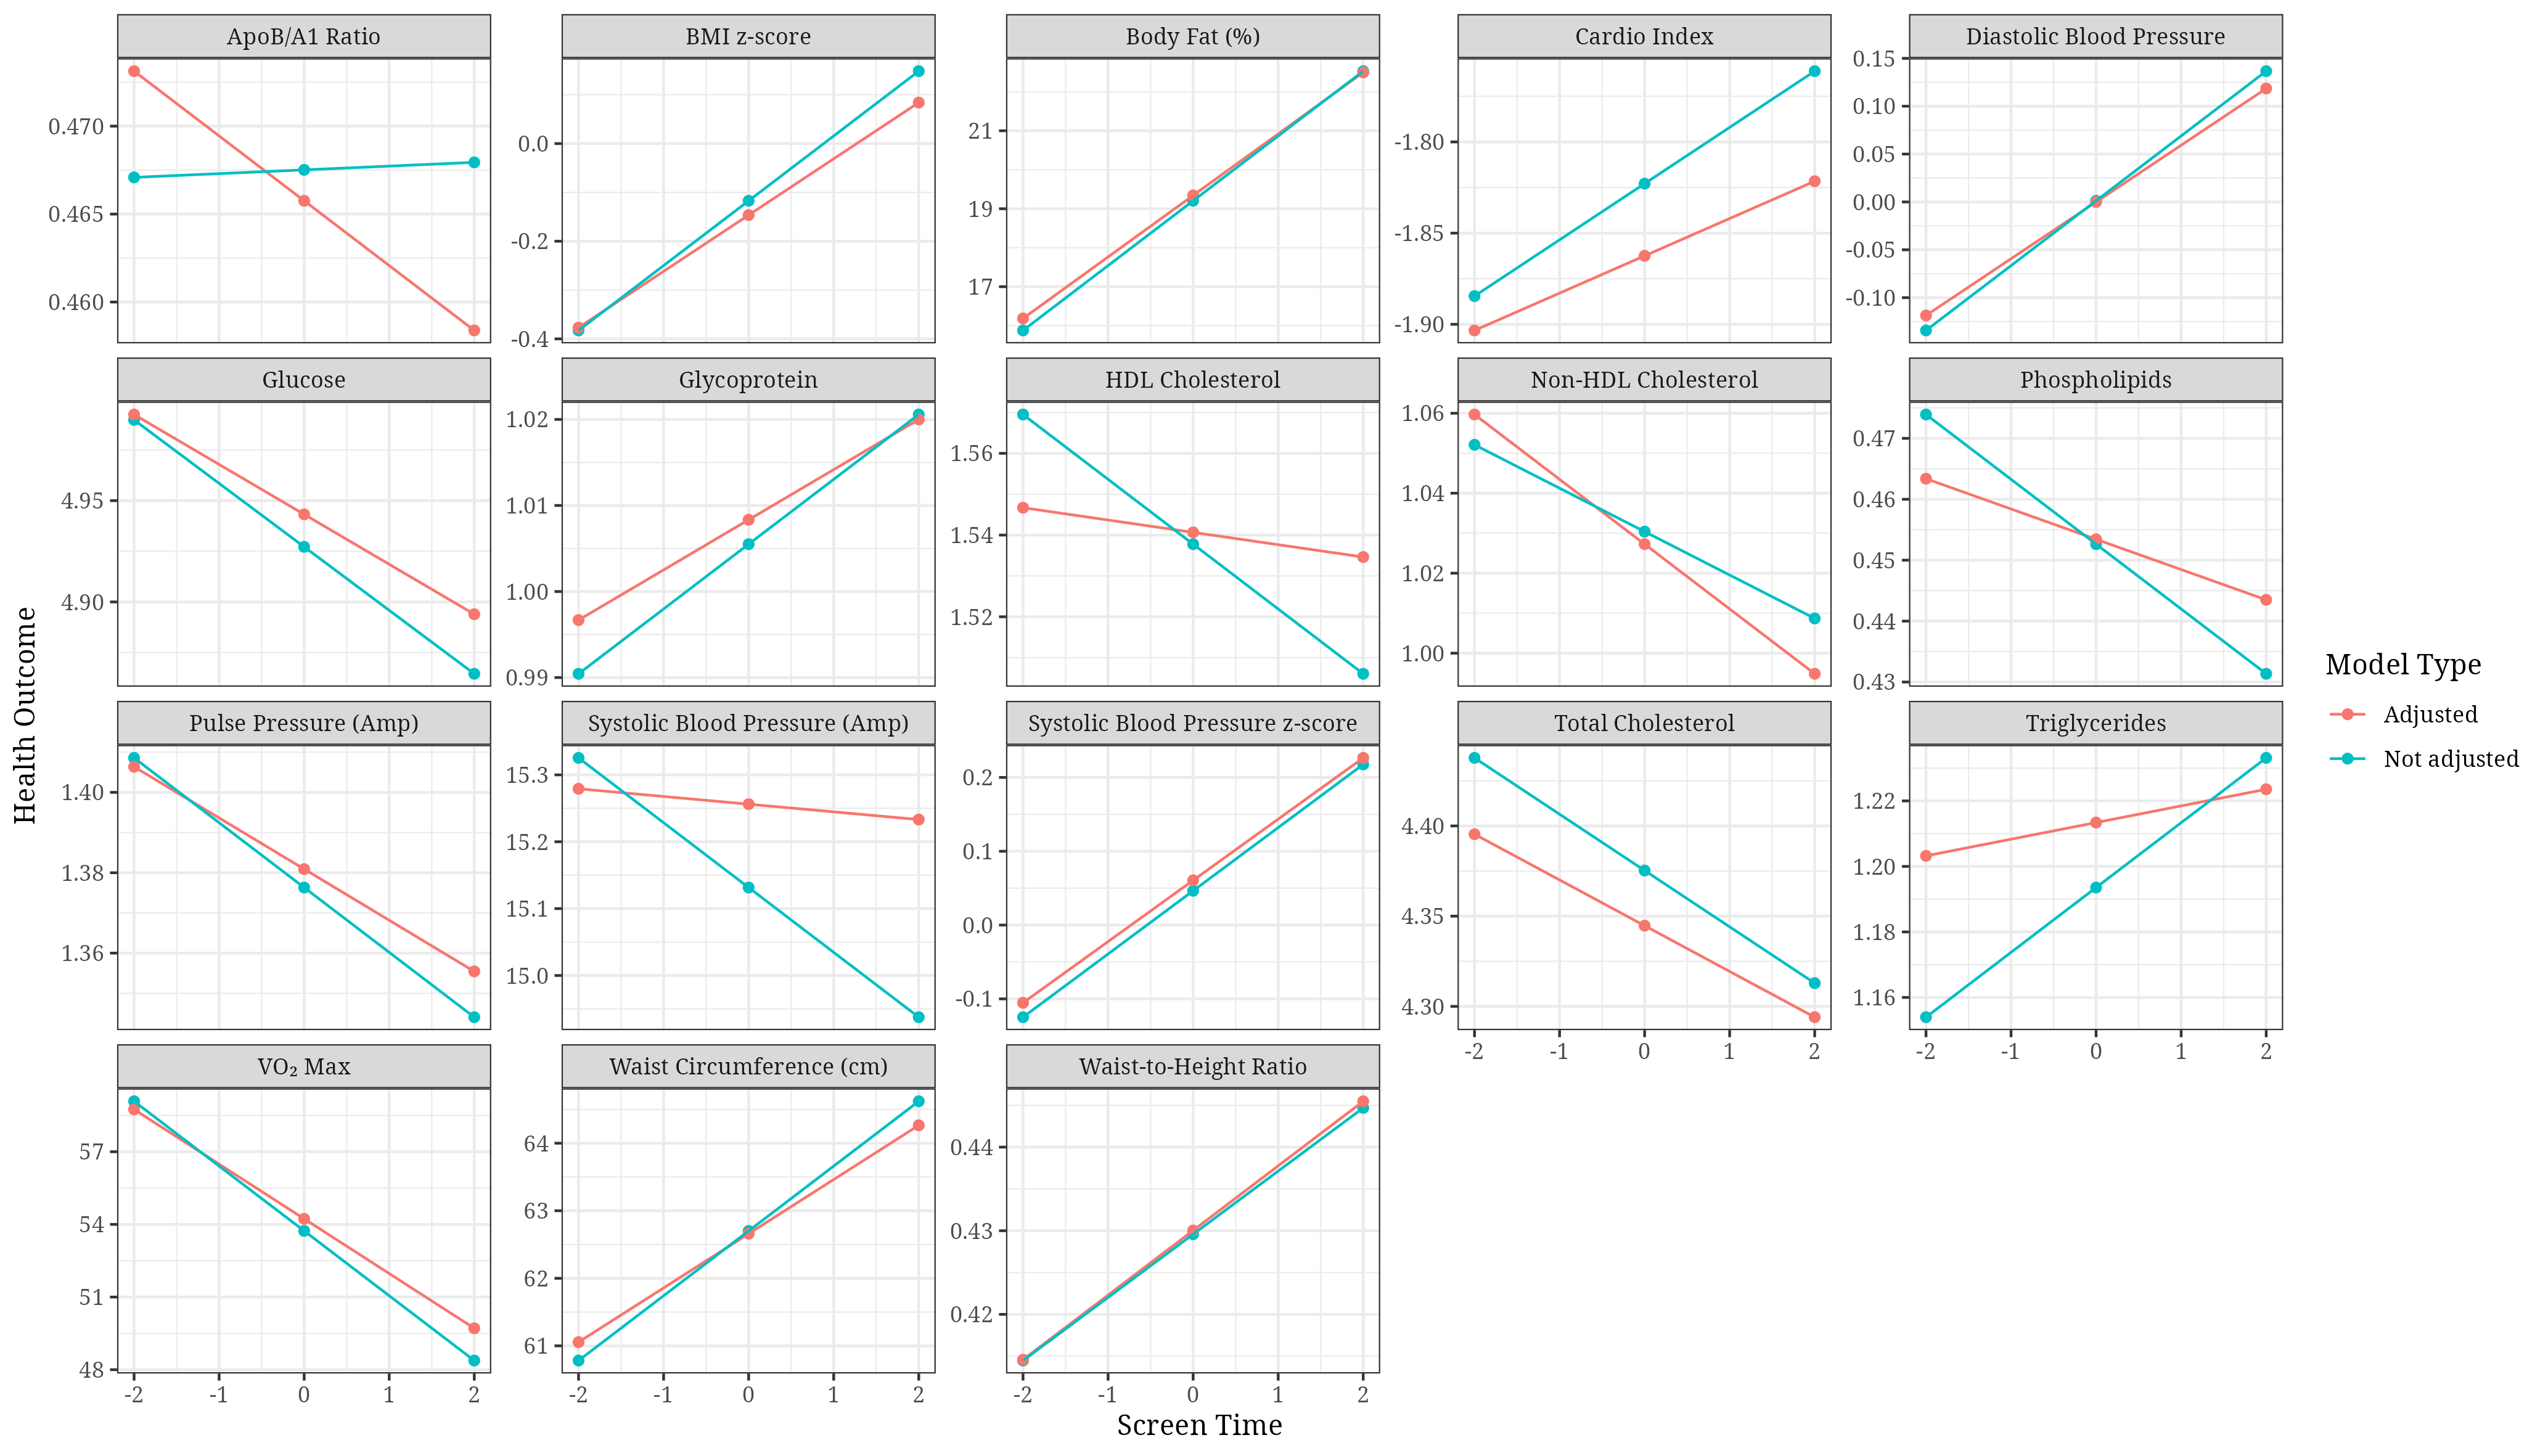 ApoB/A1 Ratio
BMI z-score
Body Fat (%)
Cardio Index
Diastolic Blood Pressure
0.470
0.465
0.460
0.0
-0.2
-0.4
21
19
17
-1.80
-1.85
-1.90
0.15
0.10
0.05
0.00
-0.05
-0.10
Glucose
Glycoprotein
HDL Cholesterol
Non-HDL Cholesterol
Phospholipids
4.95
4.90
1.02
1.01
1.00
0.99
1.56
1.54
1.52
1.06
1.04
1.02
1.00
0.47
0.46
0.45
0.44
0.43
Pulse Pressure (Amp)
Systolic Blood Pressure (Amp)
Systolic Blood Pressure z-score
Total Cholesterol
Triglycerides
1.40
1.38
1.36
15.3
15.2
15.1
15.0
0.2
0.1
0.0
-0.1
4.40
4.35
4.30
1.22
1.20
1.18
1.16
-2 -1 0 1 2
-2 -1 0 1 2
VO₂ Max
Waist Circumference (cm)
Waist-to-Height Ratio
57
54
51
48
64
63
62
61
0.44
0.43
0.42
-2 -1 0 1 2
-2 -1 0 1 2
-2 -1 0 1 2
Screen Time
Health Outcome
Model Type
Adjusted
Not adjusted